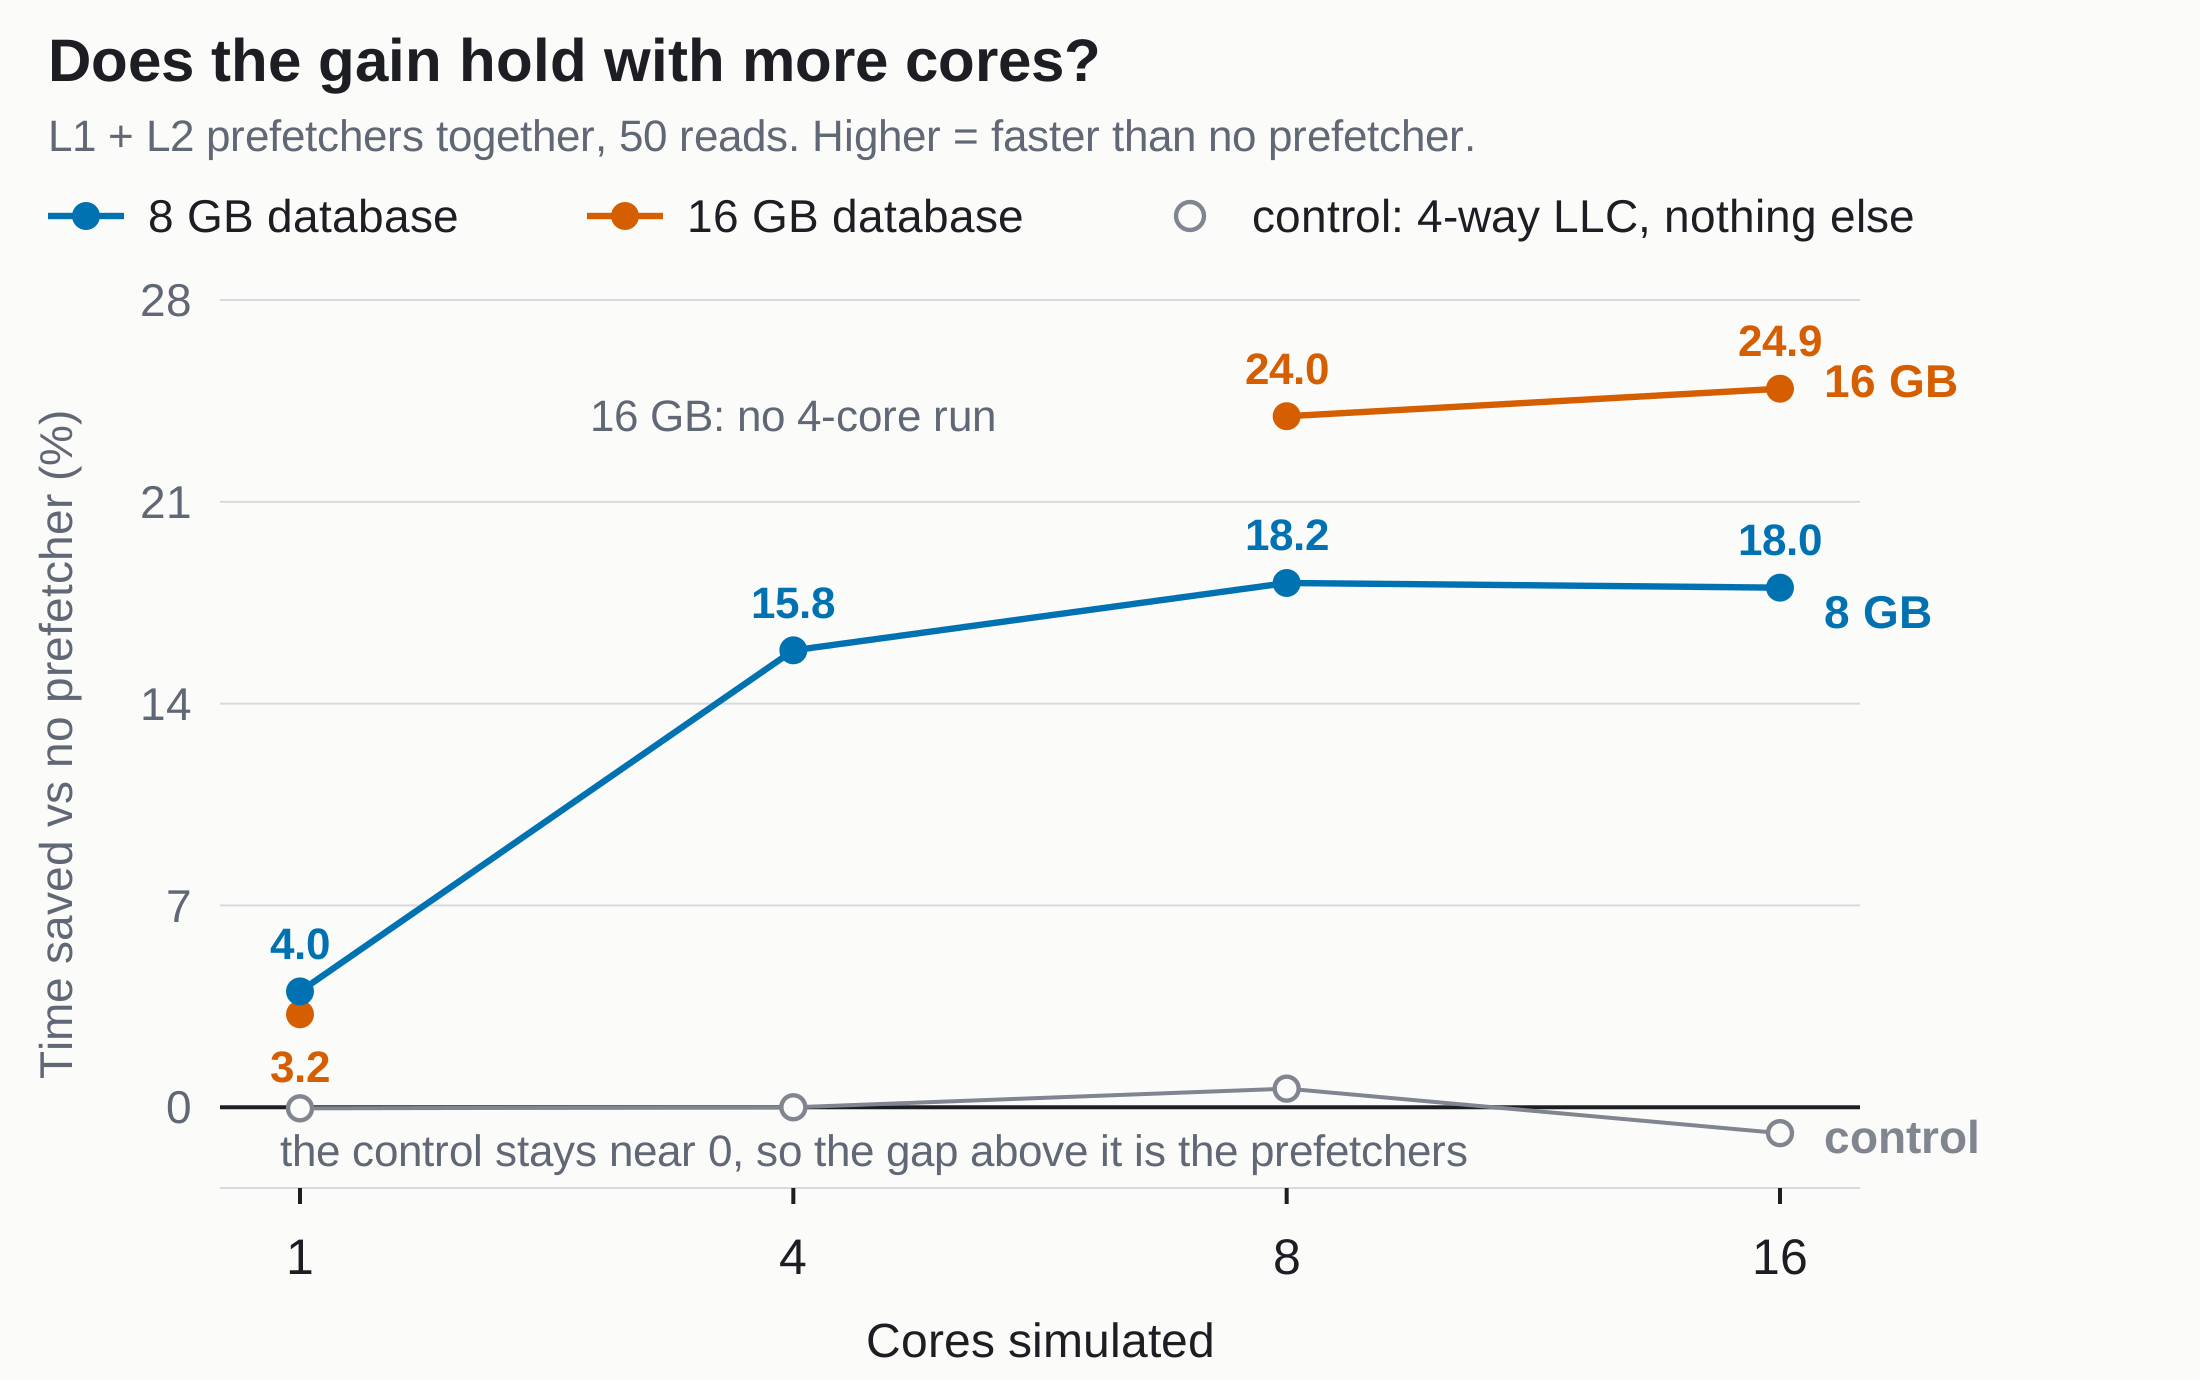 Does the gain hold with more cores?
L1 + L2 prefetchers together, 50 reads. Higher = faster than no prefetcher.
8 GB database
16 GB database
control: 4-way LLC, nothing else
Time saved vs no prefetcher (%)
28
21
14
7
0
24.0
24.9
16 GB
16 GB: no 4-core run
15.8
18.2
18.0
8 GB
4.0
3.2
the control stays near 0, so the gap above it is the prefetchers
control
1
4
8
16
Cores simulated